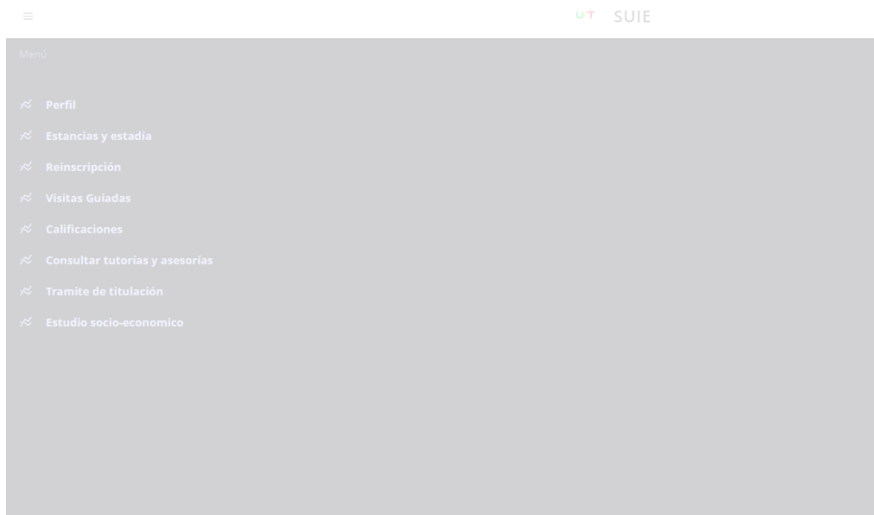 UT SUIE
Menú
Perfil
Estancias y estadía
Reinscripción
Visitas Guiadas
Calificaciones
Consultar tutorías y asesorías
Tramite de titulación
Estudio socio-economico